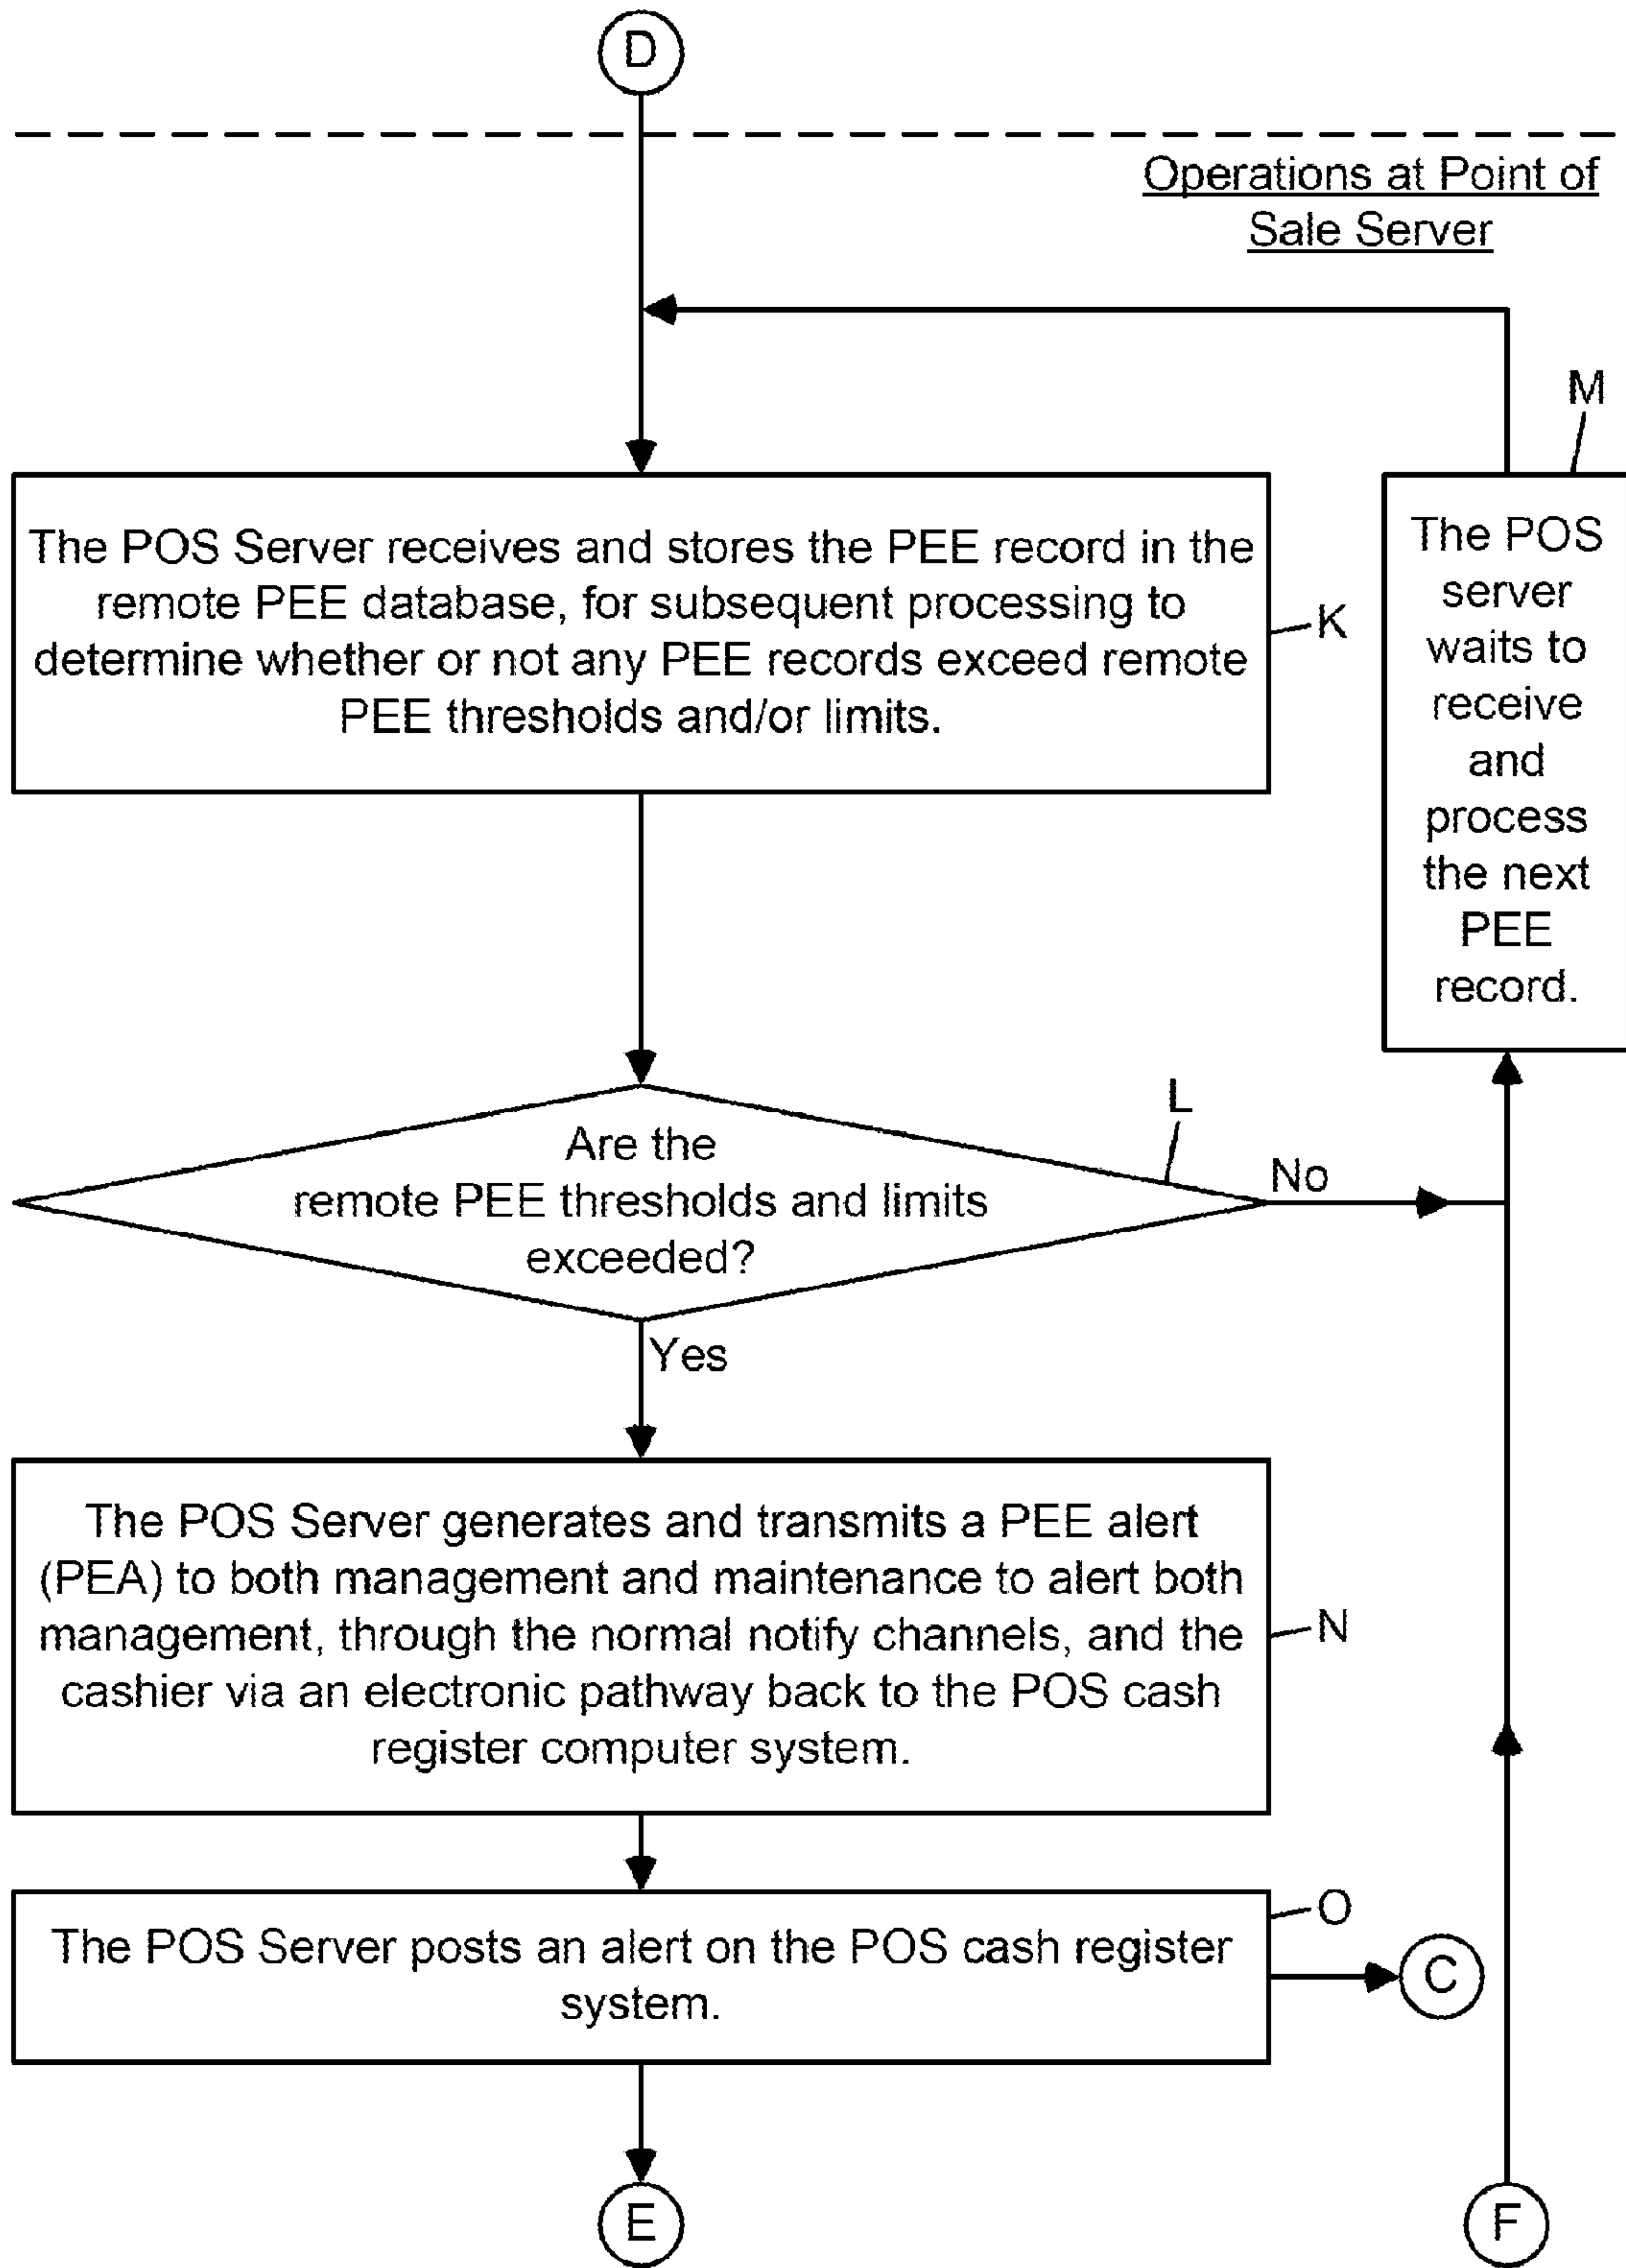 D
Operations at Point of
Sale Server
M
The POS Server receives and stores the PEE record in the
remote PEE database, for subsequent processing to
determine whether or not any PEE records exceed remote
PEE thresholds and/or limits.
K
The POS
server
waits to
receive
and
process
the next
PEE
record.
L
Are the
remote PEE thresholds and limits
exceeded?
No
Yes
The POS Server generates and transmits a PEE alert
(PEA) to both management and maintenance to alert both
management, through the normal notify channels, and the
cashier via an electronic pathway back to the POS cash
register computer system.
N
The POS Server posts an alert on the POS cash register
system.
O
C
E
F